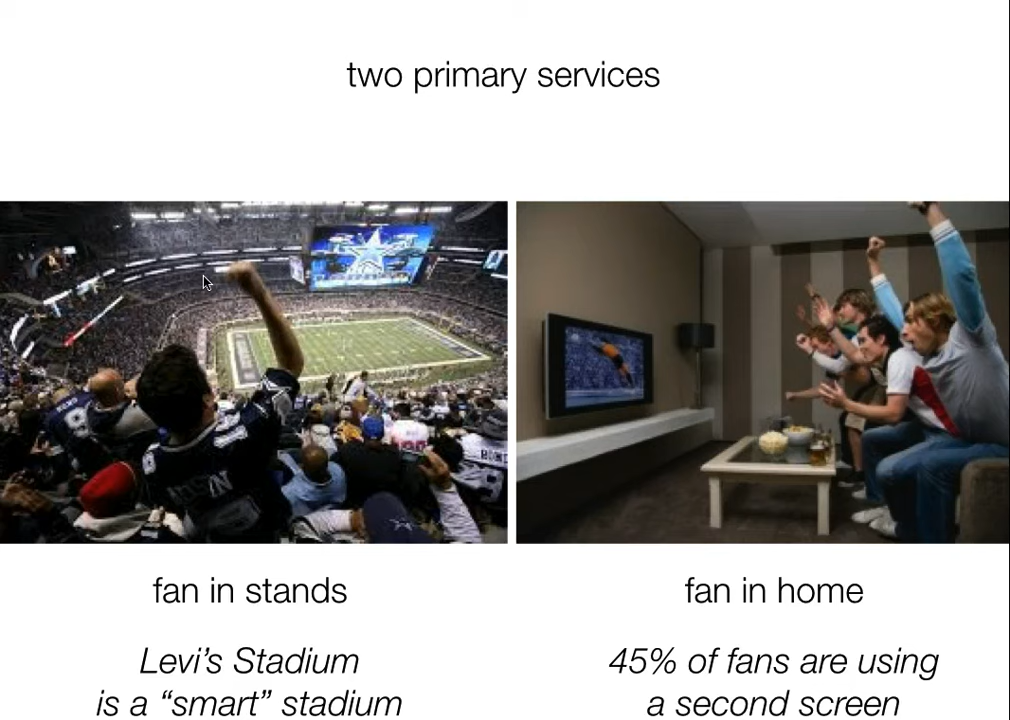 two primary services
fan in stands
fan in home
Levi's Stadium
is a “smart” stadium
45% of fans are using
a second screen